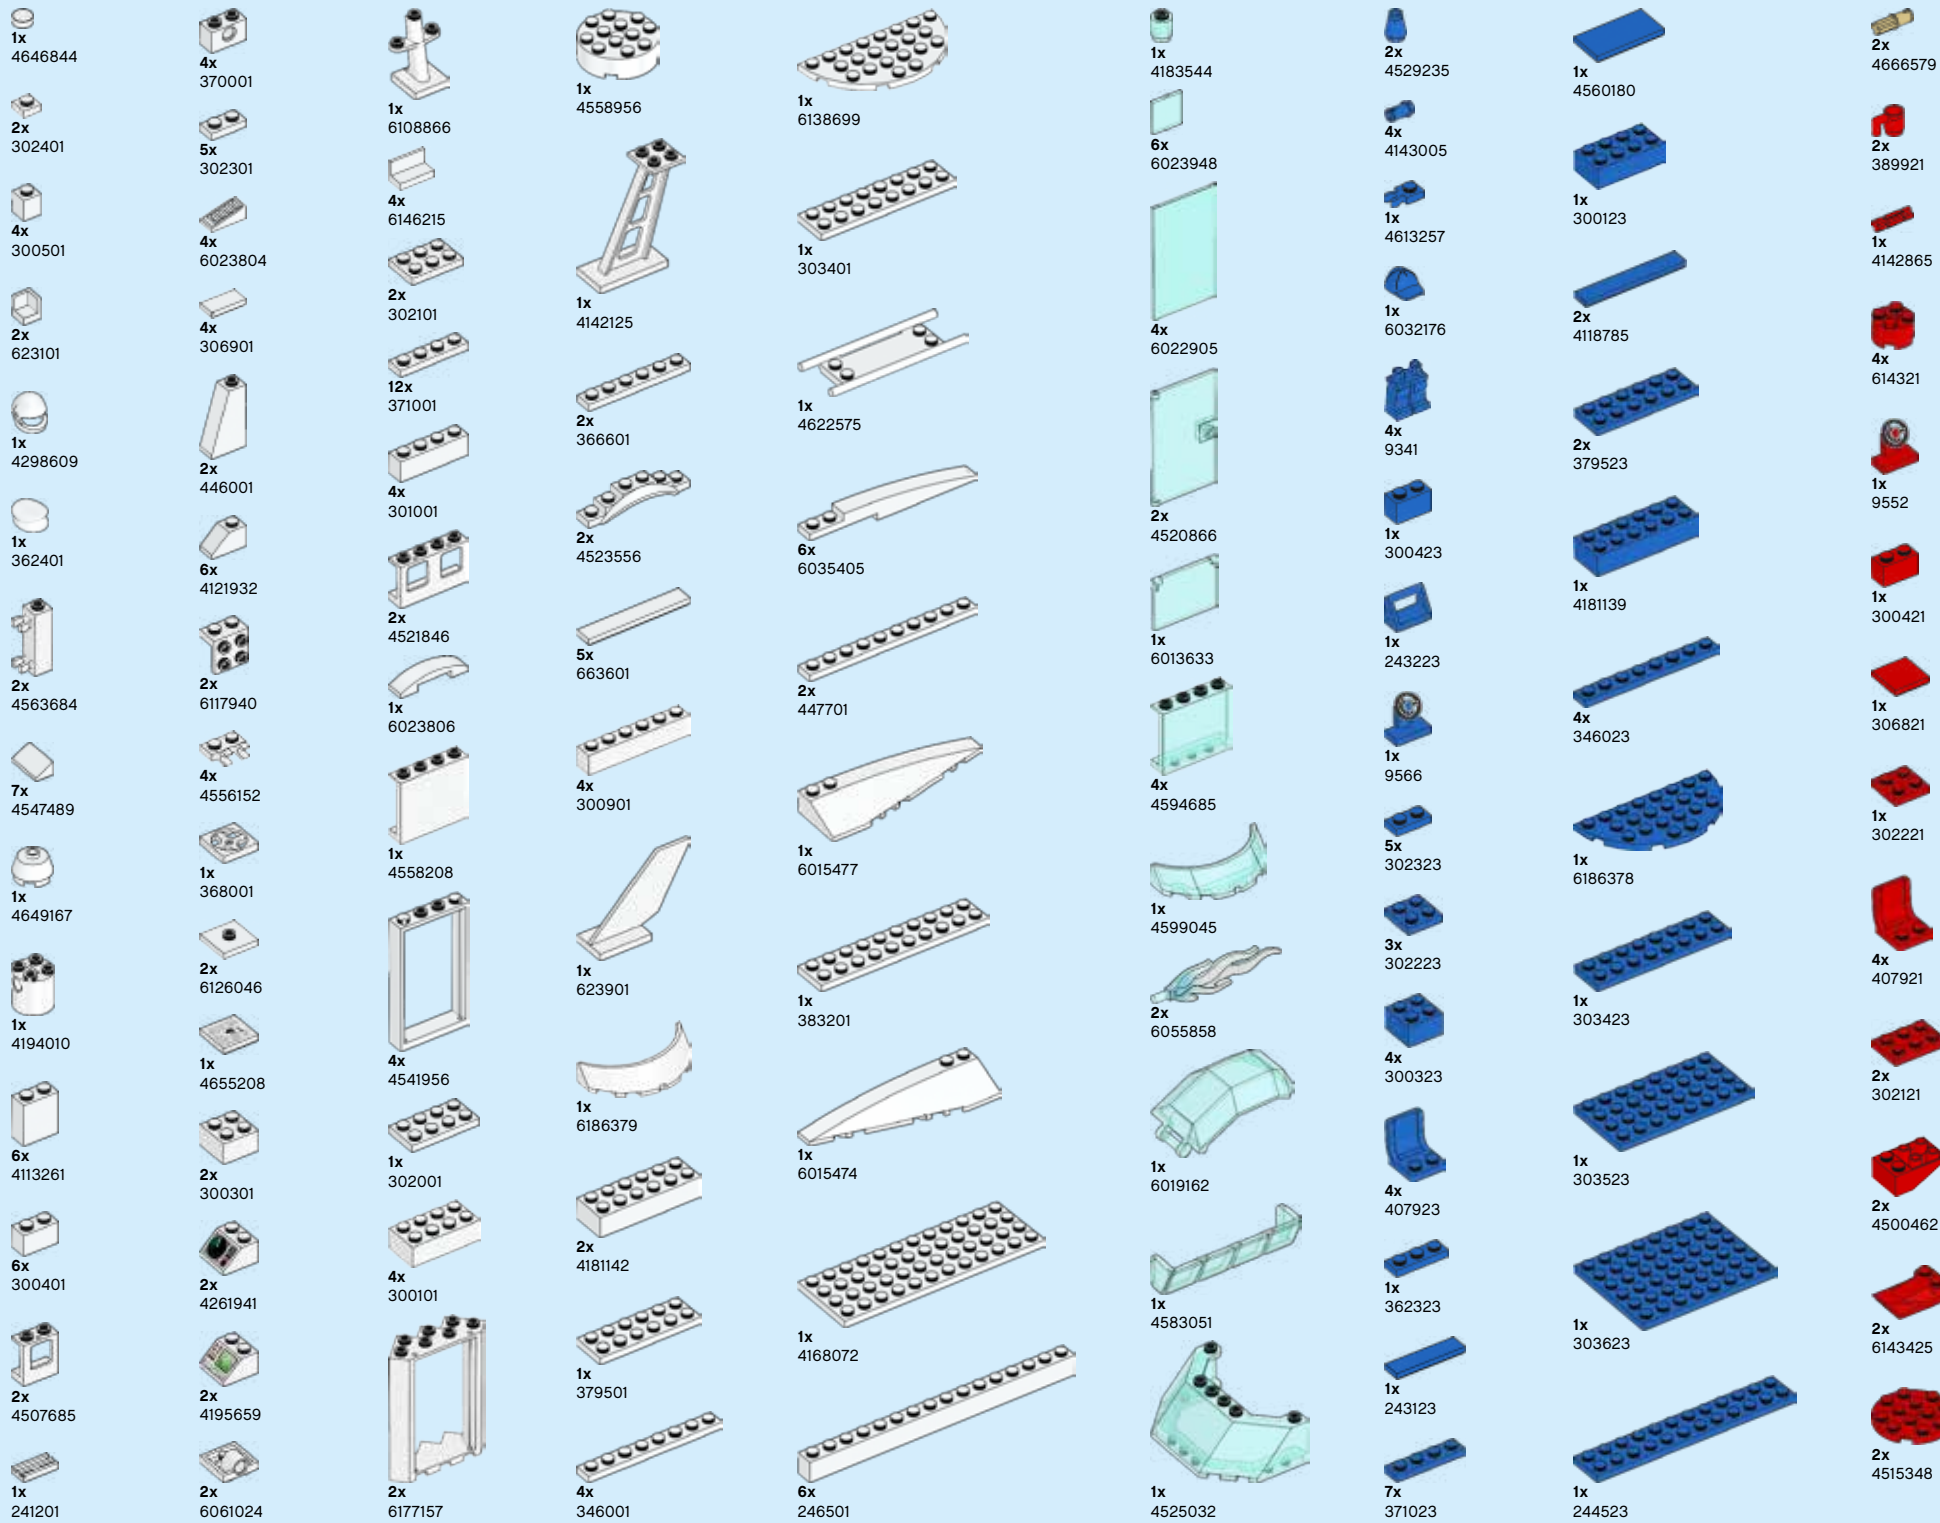 1x
4646844
2x
302401
4x
300501
2x
623101
1x
4298609
1x
362401
2x
4563684
7x
4547489
1x
4649167
1x
4194010
6x
4113261
6x
300401
2x
4507685
1x
241201
4x
370001
5x
302301
4x
6023804
4x
306901
2x
446001
6x
4121932
2x
6117940
4x
4556152
1x
368001
2x
6126046
1x
4655208
2x
300301
2x
4261941
2x
4195659
2x
6061024
1x
6108866
4x
6146215
2x
302101
12x
371001
4x
301001
2x
4521846
1x
6023806
1x
4558208
4x
4541956
1x
302001
4x
300101
2x
6177157
1x
4558956
1x
4142125
2x
366601
2x
4523556
5x
663601
4x
300901
1x
623901
1x
6186379
2x
4181142
1x
379501
4x
346001
1x
6138699
1x
303401
1x
4622575
6x
6035405
2x
447701
1x
6015477
1x
383201
1x
6015474
1x
4168072
6x
246501
1x
4183544
6x
6023948
4x
6022905
2x
4520866
1x
6013633
4x
4594685
1x
4599045
2x
6055858
1x
6019162
1x
4583051
1x
4525032
2x
4529235
4x
4143005
1x
4613257
1x
6032176
4x
9341
1x
300423
1x
243223
1x
9566
5x
302323
3x
302223
4x
300323
4x
407923
1x
362323
1x
243123
7x
371023
1x
4560180
1x
300123
2x
4118785
2x
379523
1x
4181139
4x
346023
1x
6186378
1x
303423
1x
303523
1x
303623
1x
244523
2x
4666579
2x
389921
1x
4142865
4x
614321
1x
9552
1x
300421
1x
306821
1x
302221
4x
407921
2x
302121
2x
4500462
2x
6143425
2x
4515348